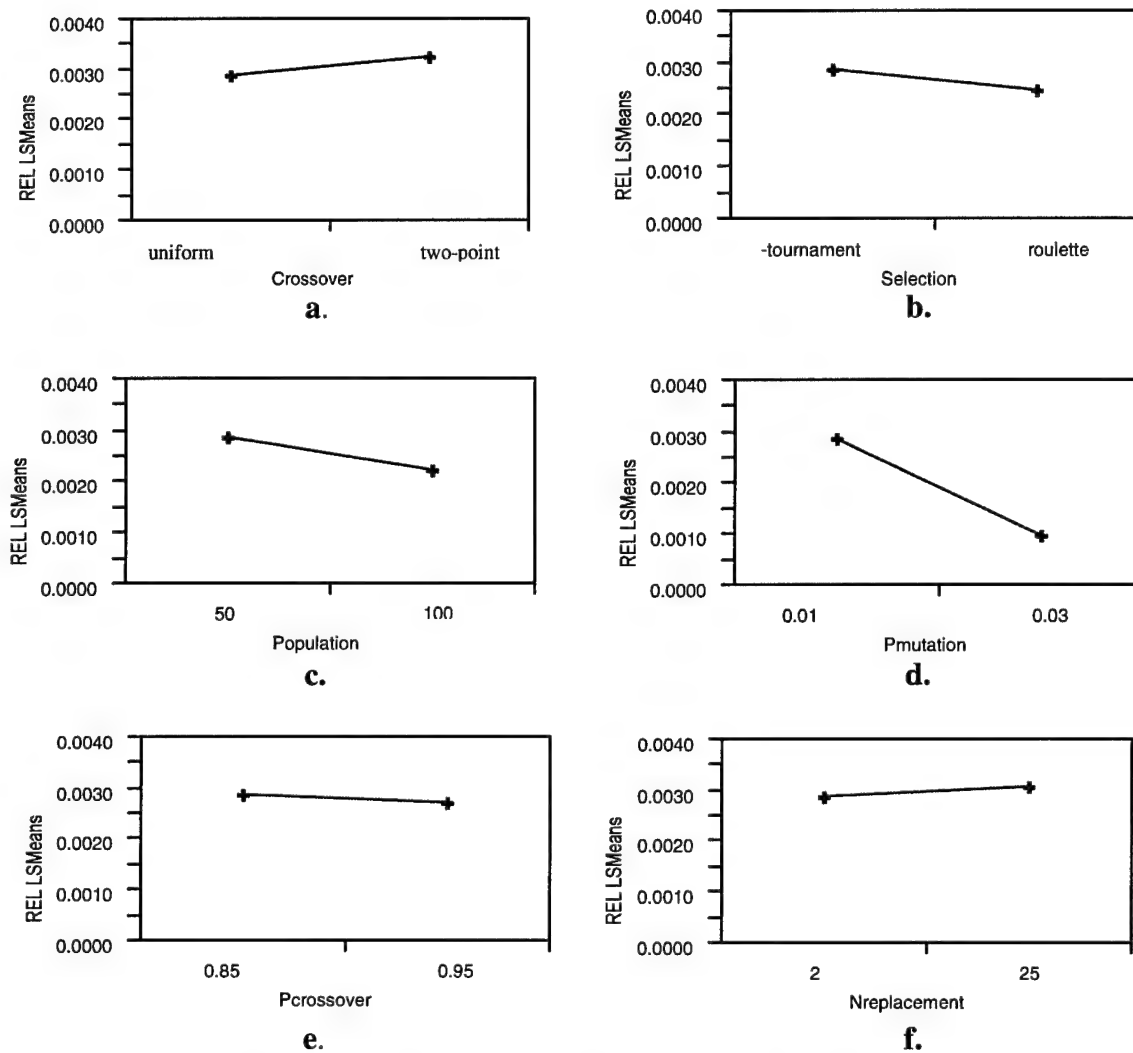 0.0040
0.0030
0.0020
0.0010
0.0000
REL LSMeans
uniform two-point
Crossover
a.
0.0040
0.0030
0.0020
0.0010
0.0000
REL LSMeans
-tournament roulette
Selection
b.
0.0040
0.0030
0.0020
0.0010
0.0000
REL LSMeans
50 100
Population
c.
0.0040
0.0030
0.0020
0.0010
0.0000
REL LSMeans
0.01 0.03
Pmutation
d.
0.0040
0.0030
0.0020
0.0010
0.0000
REL LSMeans
0.85 0.95
Pcrossover
e.
0.0040
0.0030
0.0020
0.0010
0.0000
REL LSMeans
2 25
Nreplacement
f.